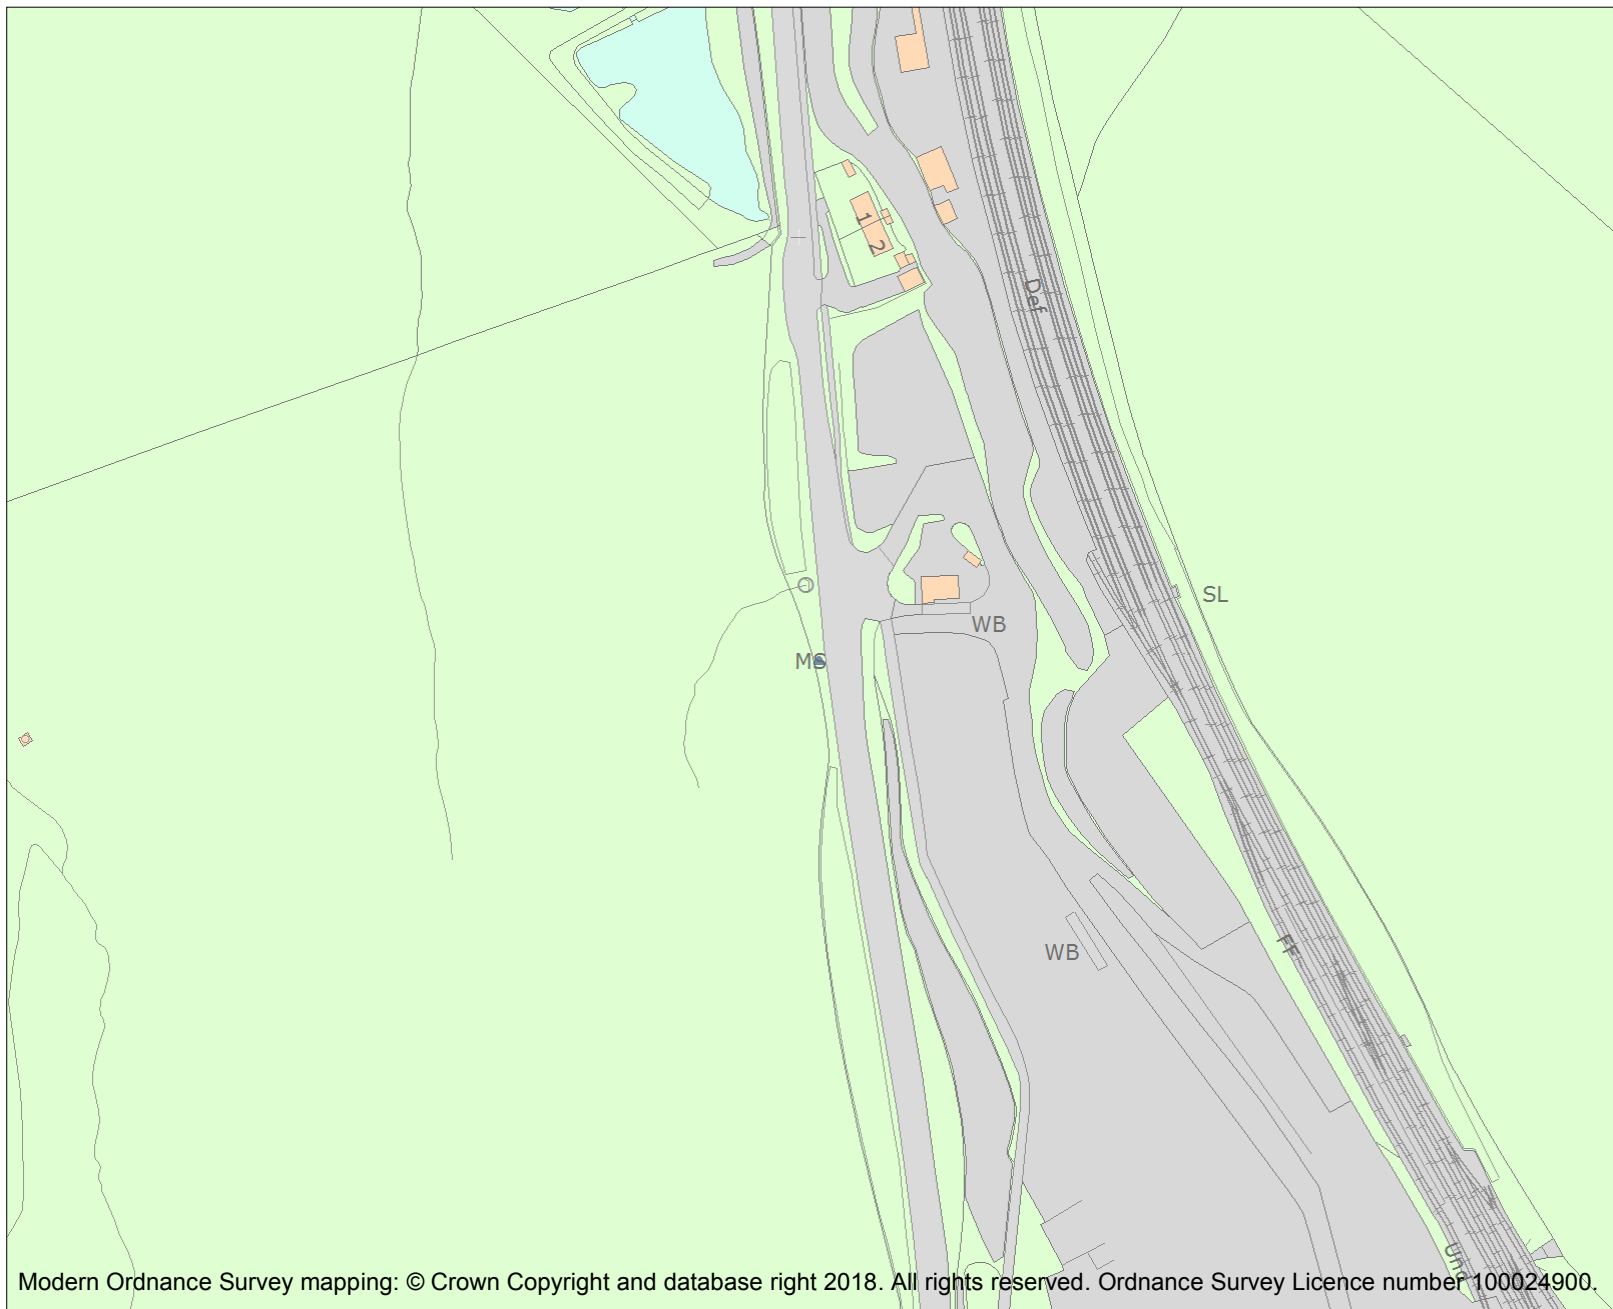 1
2
Def
SL
WB
MS
FF
WB
Und
Modern Ordnance Survey mapping: © Crown Copyright and database right 2018. All rights reserved. Ordnance Survey Licence number 100024900.